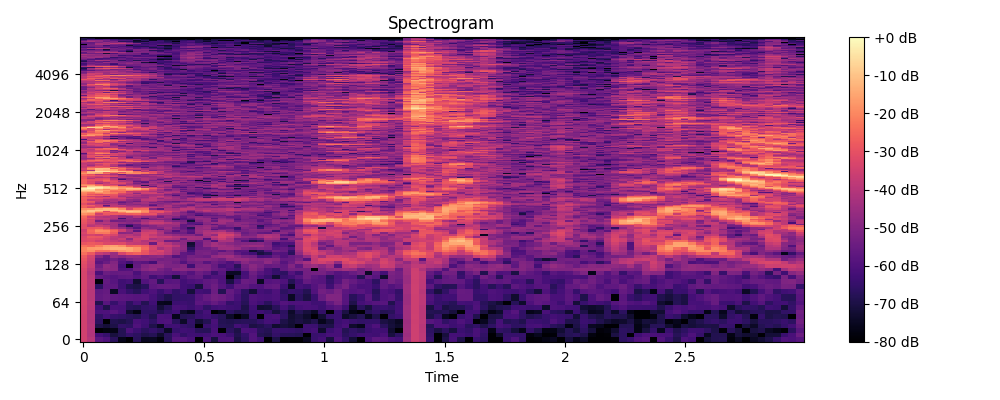 Spectrogram
Hz
4096
2048
1024
512
256
128
64
0
0
0.5
1
1.5
2
2.5
Time
+0 dB
-10 dB
-20 dB
-30 dB
-40 dB
-50 dB
-60 dB
-70 dB
-80 dB